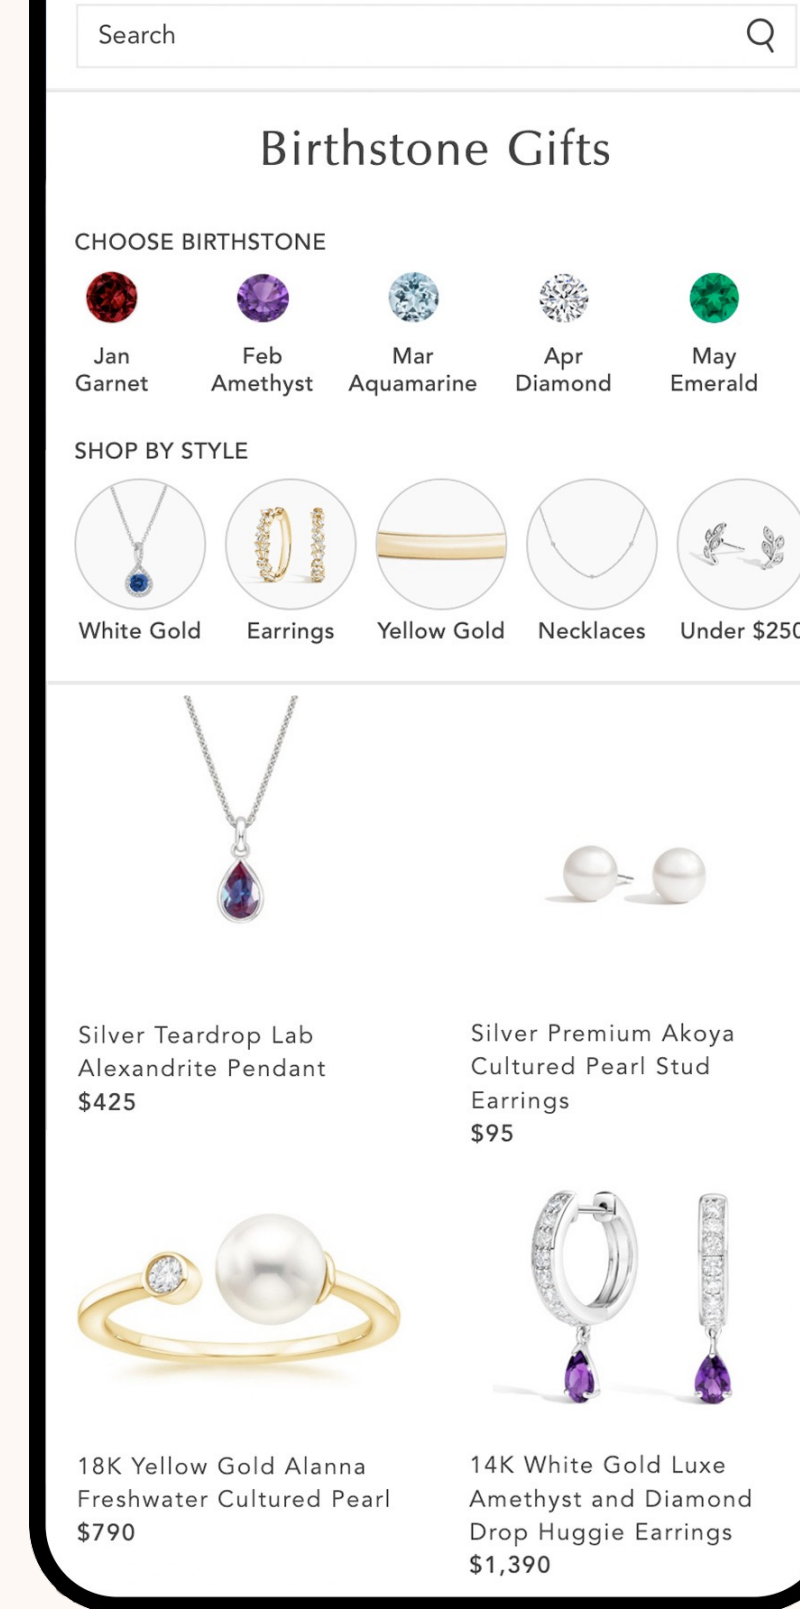 Search
Birthstone Gifts
CHOOSE BIRTHSTONE
Jan
Garnet
Feb
Amethyst
Mar
Aquamarine
Apr
Diamond
May
Emerald
SHOP BY STYLE
White Gold
Earrings
Yellow Gold
Necklaces
Under $250
Silver Teardrop Lab
Alexandrite Pendant
$425
Silver Premium Akoya
Cultured Pearl Stud
Earrings
$95
18K Yellow Gold Alanna
Freshwater Cultured Pearl
$790
14K White Gold Luxe
Amethyst and Diamond
Drop Huggie Earrings
$1,390